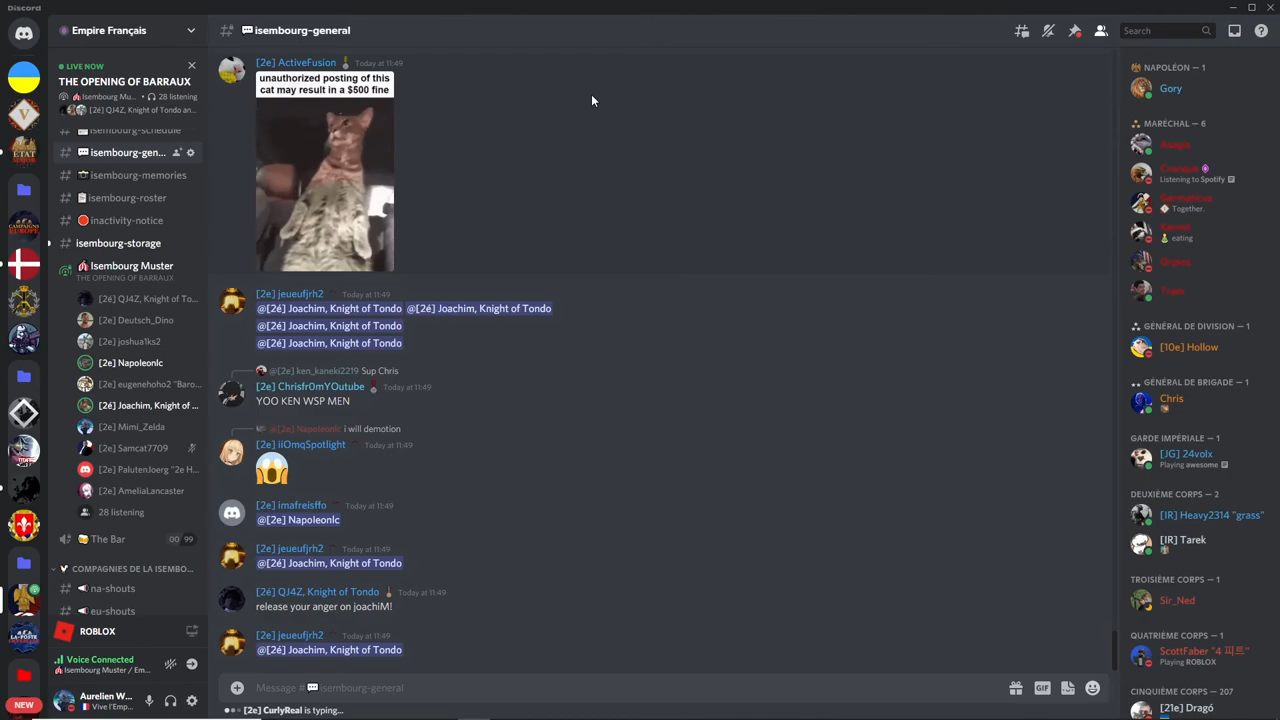 Discord
Empire Français
LIVE NOW
THE OPENING OF BARRAUX
Isembourg Mu... / 28 listening
[2é] QJ4Z, Knight of Tondo an...
isembourg-schedule
isembourg-gen...
isembourg-memories
isembourg-roster
inactivity-notice
isembourg-storage
Isembourg Muster
THE OPENING OF BARRAUX
[2é] QJ4Z, Knight of To...
[2e] Deutsch_Dino
[2e] joshua1ks2
[2e] Napoleonlc
[2e] eugenehoho2 "Baro...
[2é] Joachim, Knight of ...
[2e] Mimi_Zelda
[2e] Samcat7709
[2e] PalutenJoerg "2e H...
[2e] AmeliaLancaster
28 listening
The Bar
00 99
COMPAGNIES DE LA ISEMBO...
na-shouts
eu-shouts
ROBLOX
Voice Connected
Isembourg Muster / Em...
Aurelien W...
Vive l'Emp...
NEW
isembourg-general
Search
[2e] ActiveFusion Today at 11:49
unauthorized posting of this
cat may result in a $500 fine
[2e] jeueufjrh2 Today at 11:49
@[2é] Joachim, Knight of Tondo @[2é] Joachim, Knight of Tondo
@[2é] Joachim, Knight of Tondo
@[2é] Joachim, Knight of Tondo
@[2e] ken_kaneki2219 Sup Chris
[2e] Chrisfr0mYOutube Today at 11:49
YOO KEN WSP MEN
@[2e] Napoleonlc i will demotion
[2e] iiOmqSpotlight Today at 11:49
[2e] imafreisffo Today at 11:49
@[2e] Napoleonlc
[2e] jeueufjrh2 Today at 11:49
@[2é] Joachim, Knight of Tondo
[2é] QJ4Z, Knight of Tondo Today at 11:49
release your anger on joachiM!
[2e] jeueufjrh2 Today at 11:49
@[2é] Joachim, Knight of Tondo
Message #isembourg-general
GIF
[2e] CurlyReal is typing...
NAPOLÉON — 1
Gory
MARÉCHAL — 6
Listening to Spotify
Together.
eating
GÉNÉRAL DE DIVISION — 1
[10e] Hollow
GÉNÉRAL DE BRIGADE — 1
Chris
GARDE IMPÉRIALE — 1
[JG] 24volx
Playing awesome
DEUXIÈME CORPS — 2
[IR] Heavy2314 "grass"
[IR] Tarek
TROISIÈME CORPS — 1
Sir_Ned
QUATRIÈME CORPS — 1
ScottFaber "4 피트"
Playing ROBLOX
CINQUIÈME CORPS — 207
[21e] Dragó